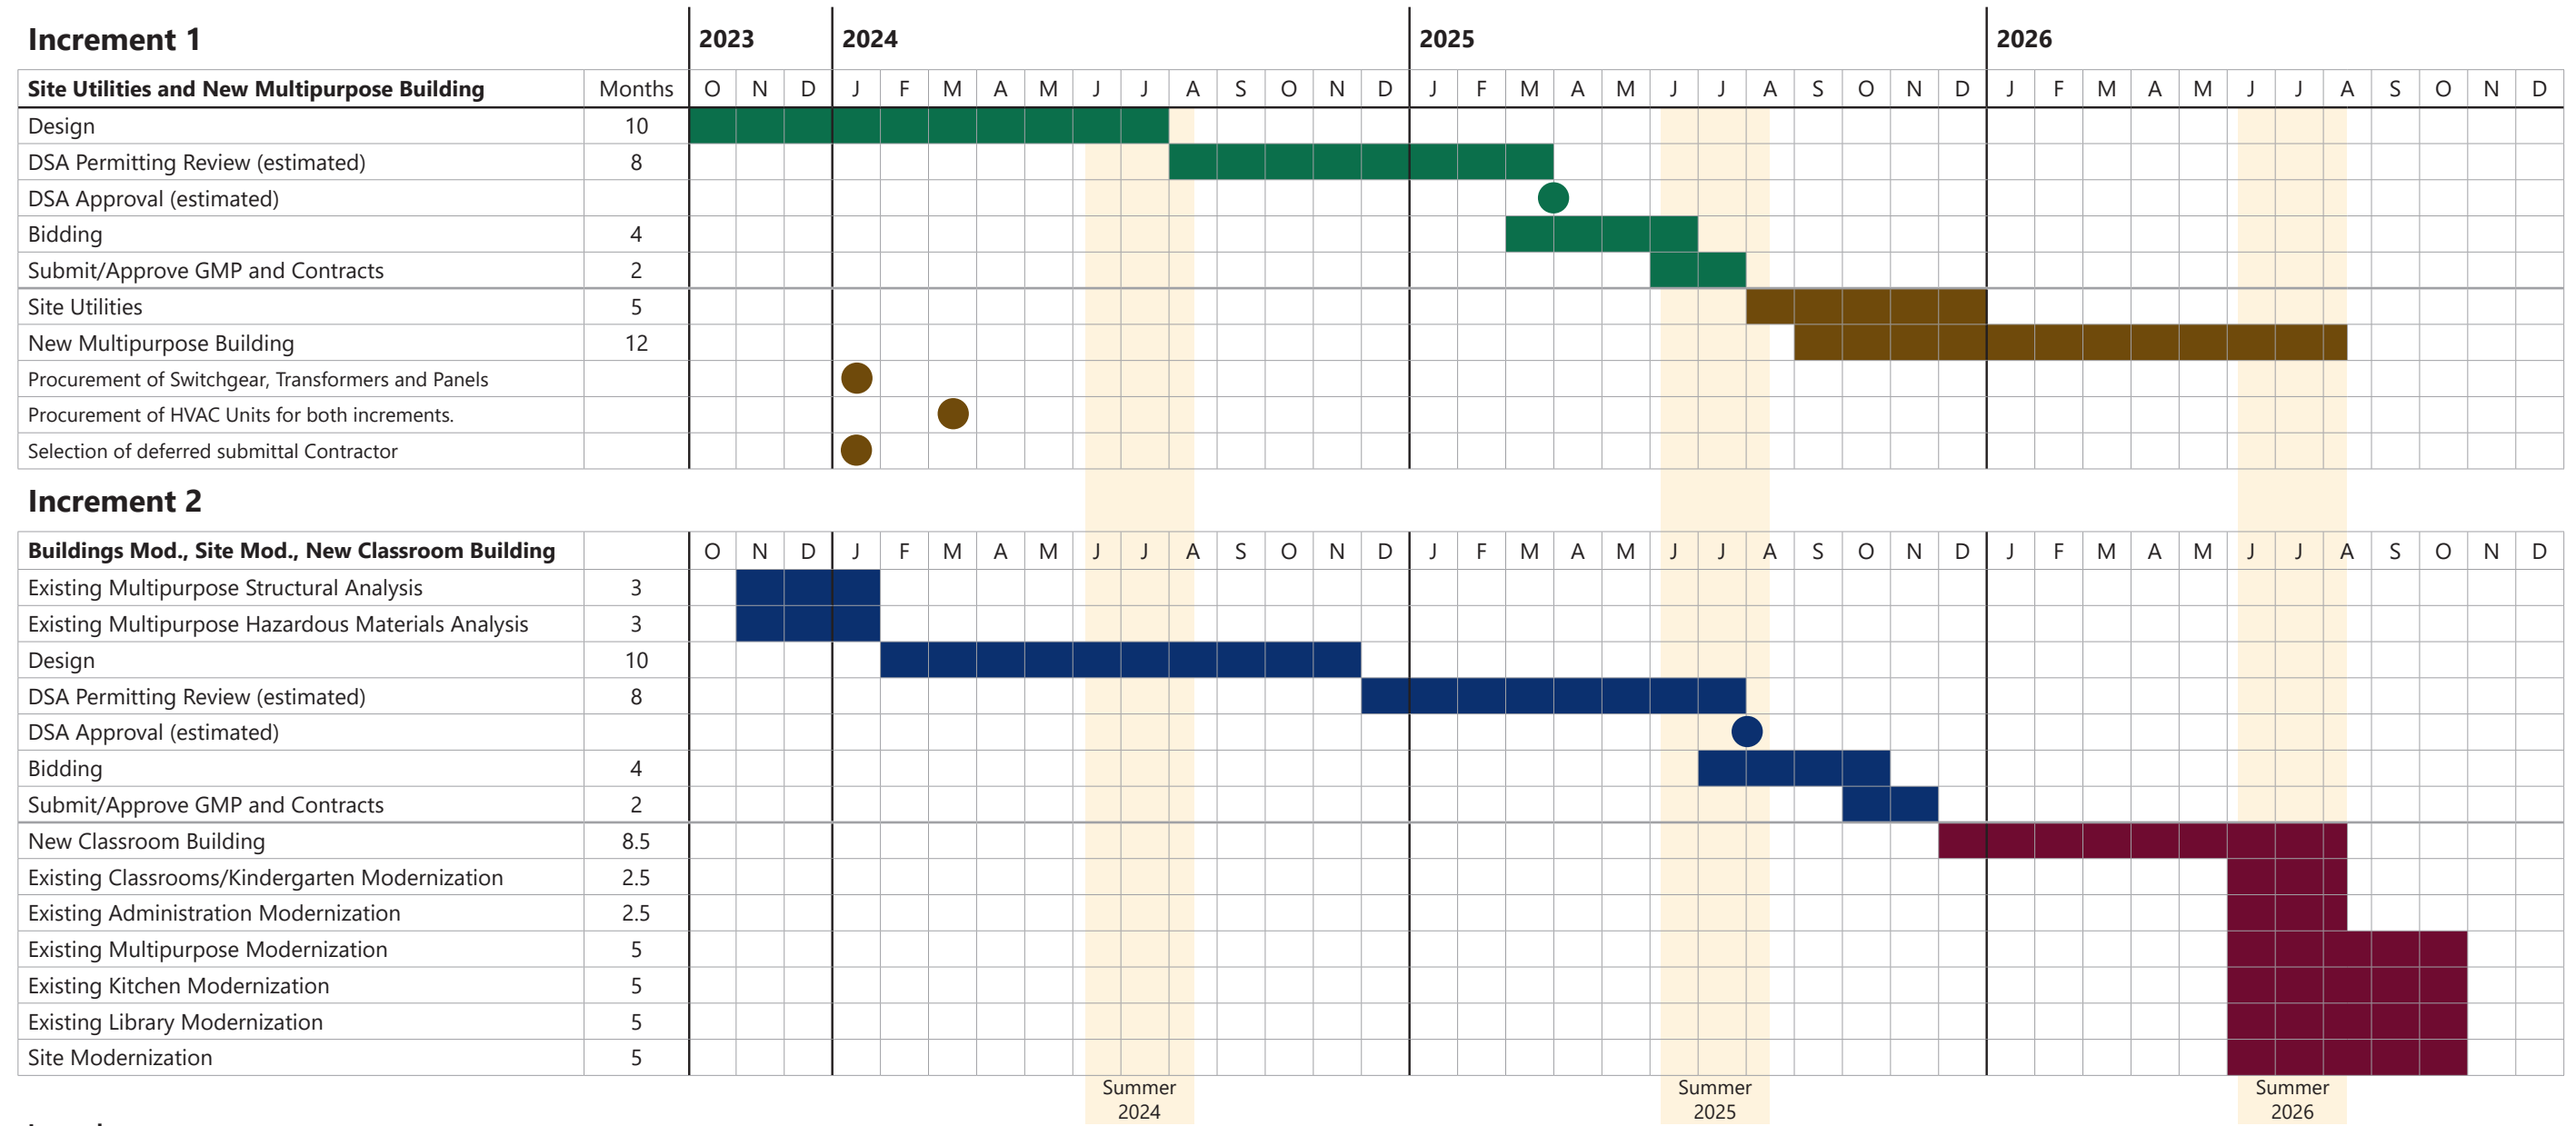 Increment 1 2023 2024 2025 2026
Site Utilities and New Multipurpose Building Months O N D J F M A M J J A S O N D J F M A M J J A S O N D J F M A M J J A S O N D
Design 10
DSA Permitting Review (estimated) 8
DSA Approval (estimated)
Bidding 4
Submit/Approve GMP and Contracts 2
Site Utilities 5
New Multipurpose Building 12
Procurement of Switchgear, Transformers and Panels
Procurement of HVAC Units for both increments.
Selection of deferred submittal Contractor
Increment 2
Buildings Mod., Site Mod., New Classroom Building O N D J F M A M J J A S O N D J F M A M J J A S O N D J F M A M J J A S O N D
Existing Multipurpose Structural Analysis 3
Existing Multipurpose Hazardous Materials Analysis 3
Design 10
DSA Permitting Review (estimated) 8
DSA Approval (estimated)
Bidding 4
Submit/Approve GMP and Contracts 2
New Classroom Building 8.5
Existing Classrooms/Kindergarten Modernization 2.5
Existing Administration Modernization 2.5
Existing Multipurpose Modernization 5
Existing Kitchen Modernization 5
Existing Library Modernization 5
Site Modernization 5
Summer Summer Summer
2024 2025 2026